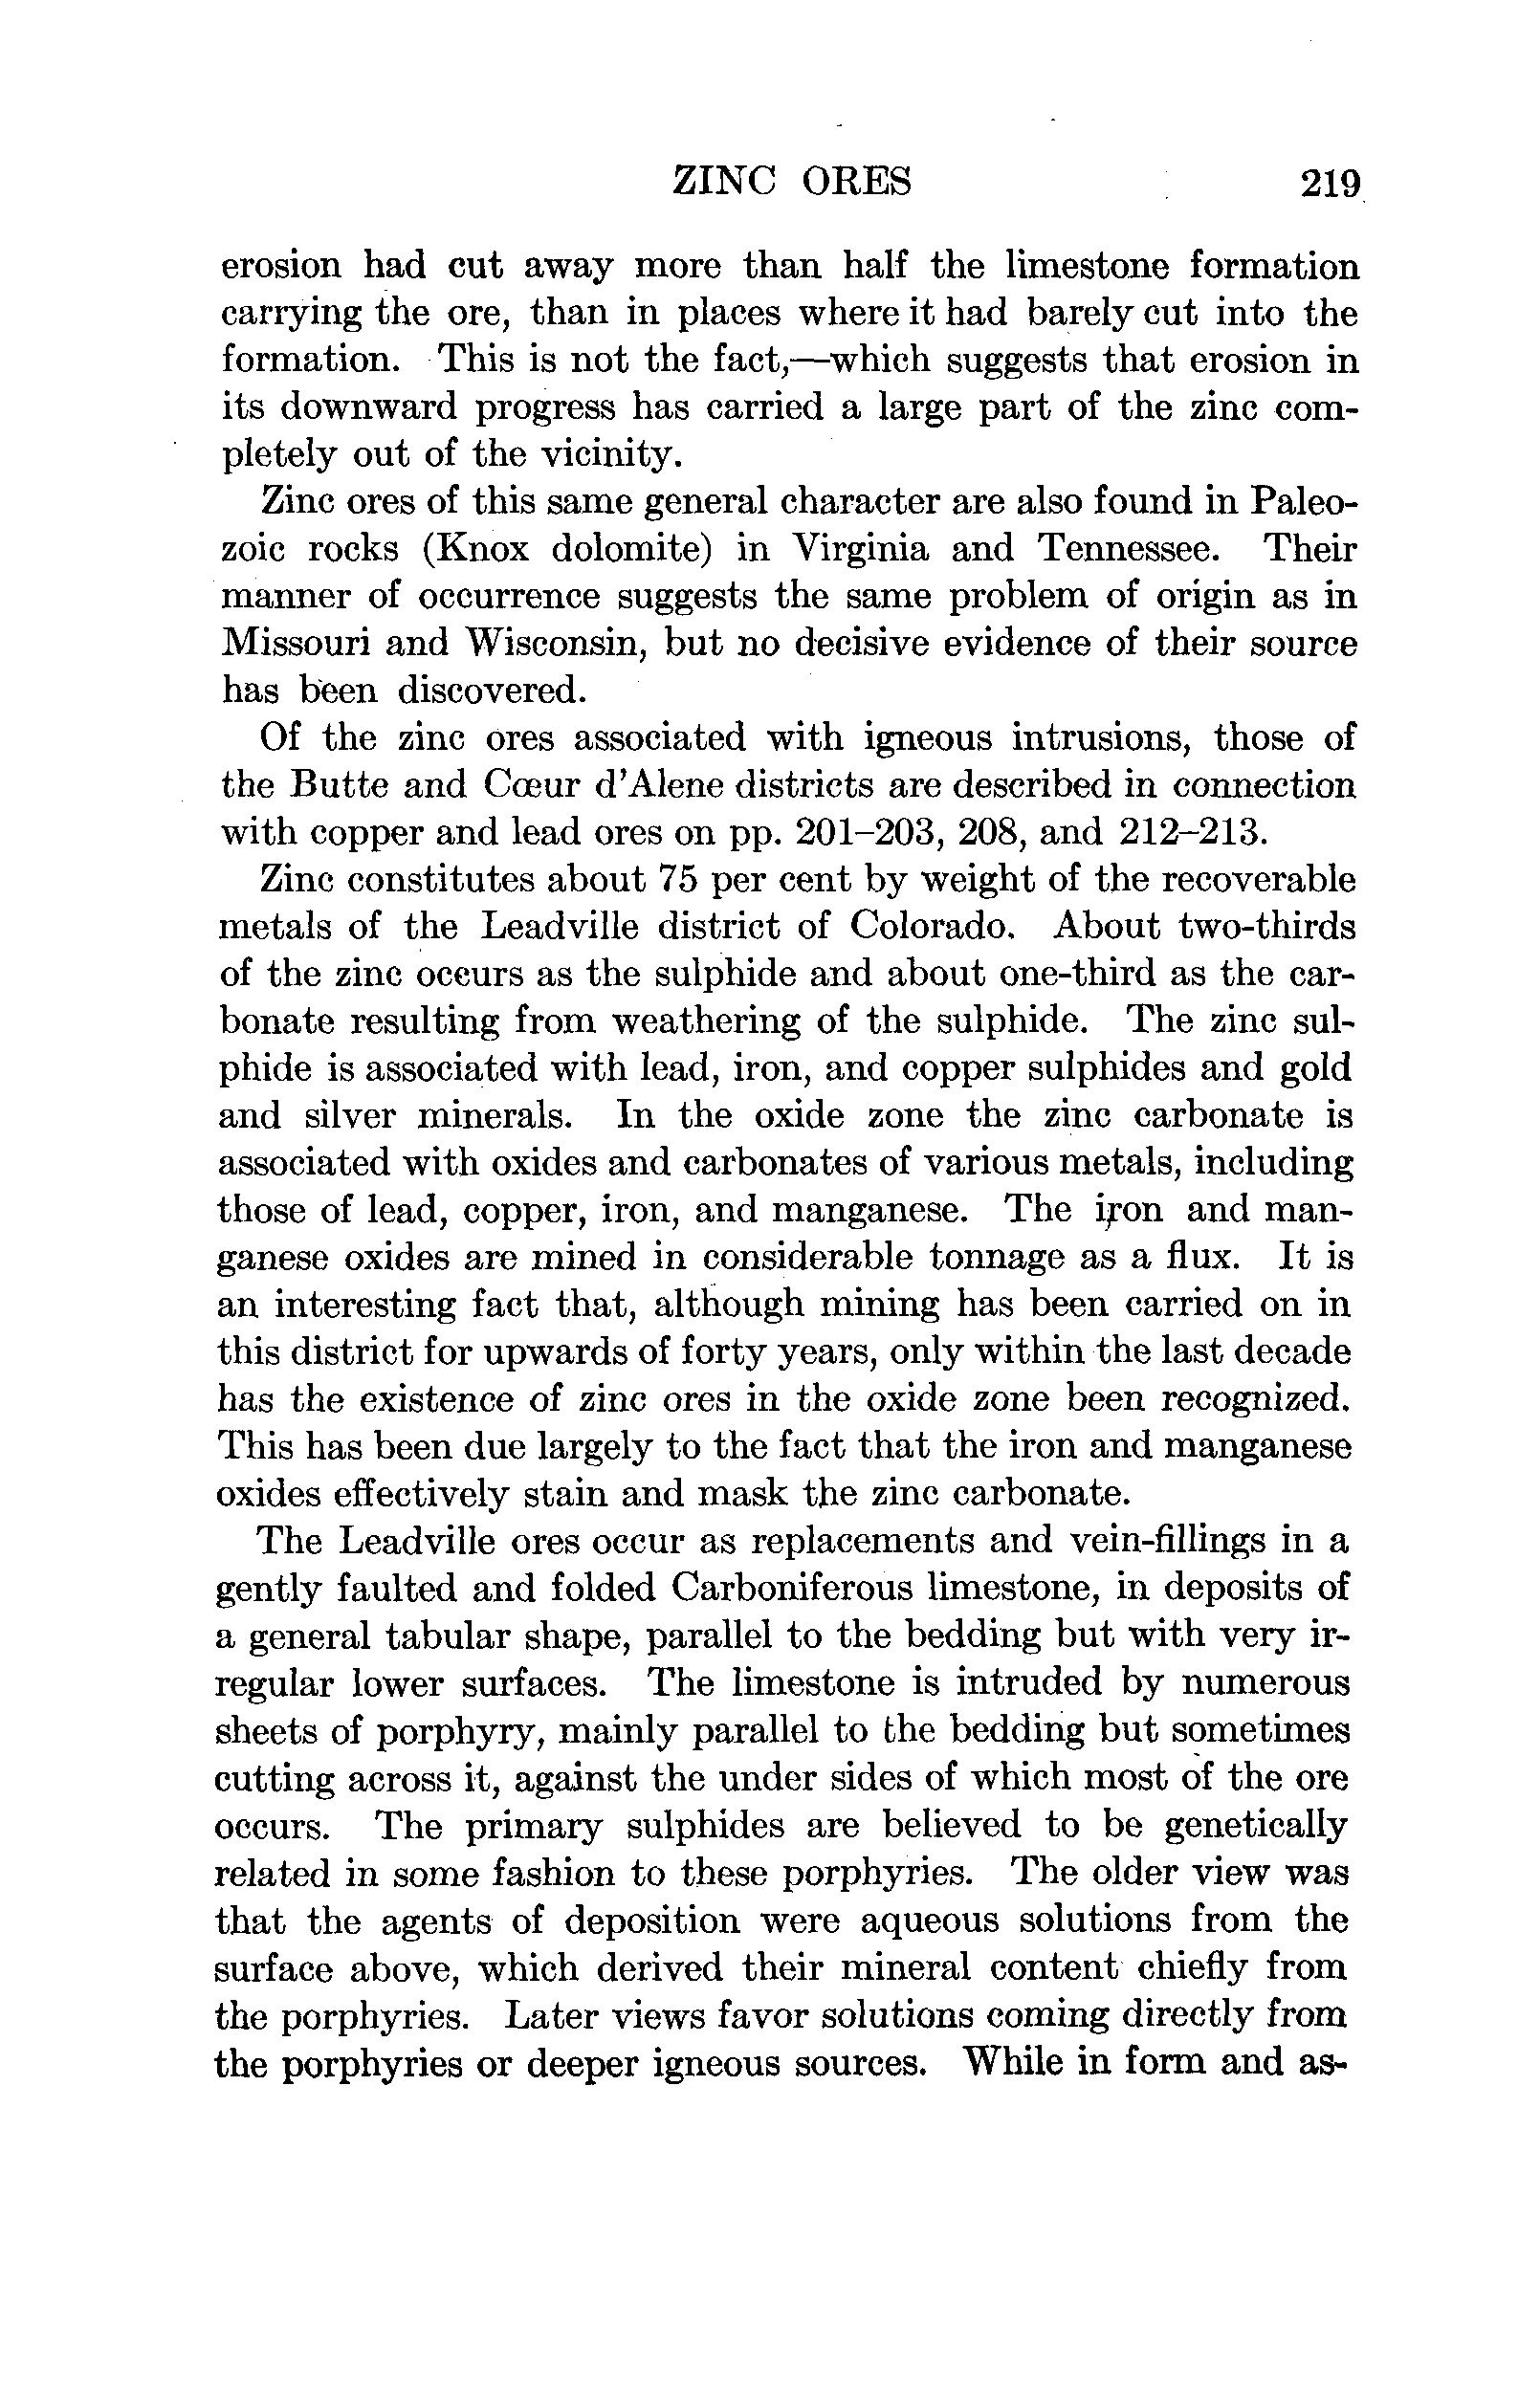 ZINC ORES 219
erosion had cut away more than half the limestone formation
carrying the ore, than in places where it had barely cut into the
formation. This is not the fact,—which suggests that erosion in
its downward progress has carried a large part of the zinc com-
pletely out of the vicinity.
Zinc ores of this same general character are also found in Paleo-
zoic rocks (Knox dolomite) in Virginia and Tennessee. Their
manner of occurrence suggests the same problem of origin as in
Missouri and Wisconsin, but no decisive evidence of their source
has been discovered.
Of the zinc ores associated with igneous intrusions, those of
the Butte and Cœur d'Alene districts are described in connection
with copper and lead ores on pp. 201–203, 208, and 212–213.
Zinc constitutes about 75 per cent by weight of the recoverable
metals of the Leadville district of Colorado. About two-thirds
of the zinc occurs as the sulphide and about one-third as the car-
bonate resulting from weathering of the sulphide. The zinc sul-
phide is associated with lead, iron, and copper sulphides and gold
and silver minerals. In the oxide zone the zinc carbonate is
associated with oxides and carbonates of various metals, including
those of lead, copper, iron, and manganese. The iron and man-
ganese oxides are mined in considerable tonnage as a flux. It is
an interesting fact that, although mining has been carried on in
this district for upwards of forty years, only within the last decade
has the existence of zinc ores in the oxide zone been recognized.
This has been due largely to the fact that the iron and manganese
oxides effectively stain and mask the zinc carbonate.
The Leadville ores occur as replacements and vein-fillings in a
gently faulted and folded Carboniferous limestone, in deposits of
a general tabular shape, parallel to the bedding but with very ir-
regular lower surfaces. The limestone is intruded by numerous
sheets of porphyry, mainly parallel to the bedding but sometimes
cutting across it, against the under sides of which most of the ore
occurs. The primary sulphides are believed to be genetically
related in some fashion to these porphyries. The older view was
that the agents of deposition were aqueous solutions from the
surface above, which derived their mineral content chiefly from
the porphyries. Later views favor solutions coming directly from
the porphyries or deeper igneous sources. While in form and as-